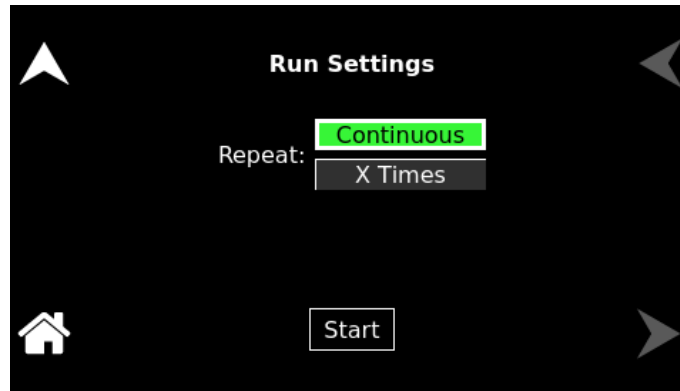 Run Settings
Repeat:
Continuous
X Times
Start